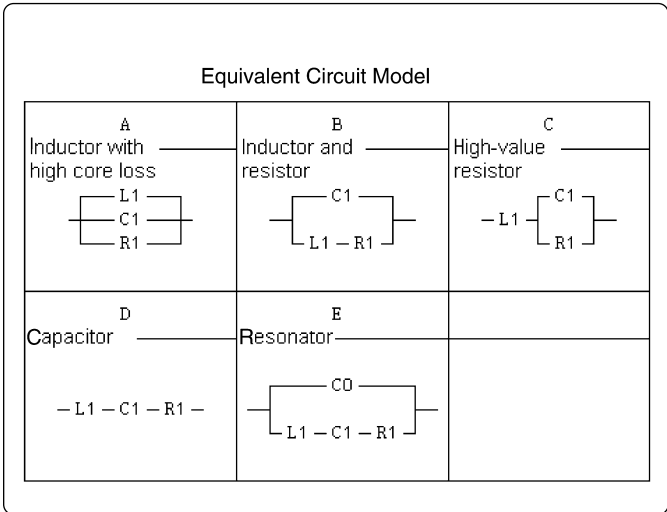 Equivalent Circuit Model
A
Inductor with
high core loss
L1
C1
R1
B
Inductor and
resistor
C1
L1 – R1
C
High-value
resistor
C1
– L1
R1
D
Capacitor
– L1 – C1 – R1 –
E
Resonator
C0
L1 – C1 – R1